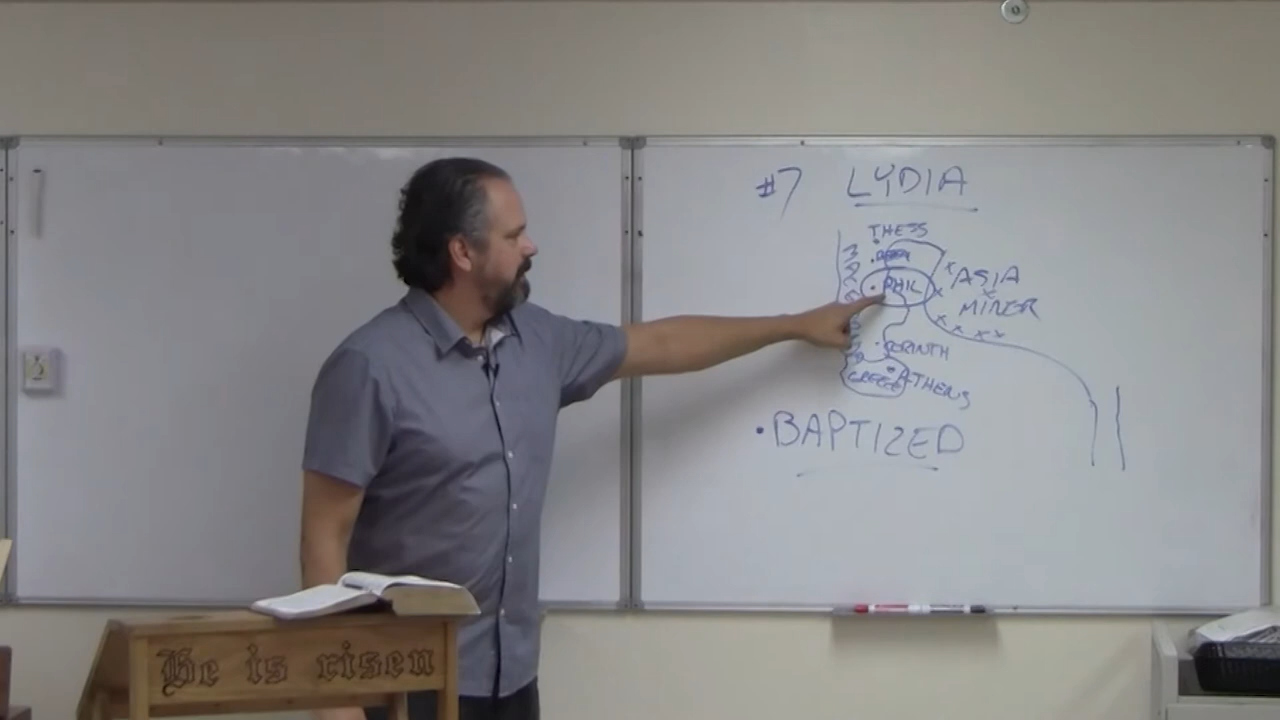 #7 LYDIA
THESS
PHIL
ASIA
MINOR
CORINTH
GREECE ATHENS
• BAPTIZED
He is risen